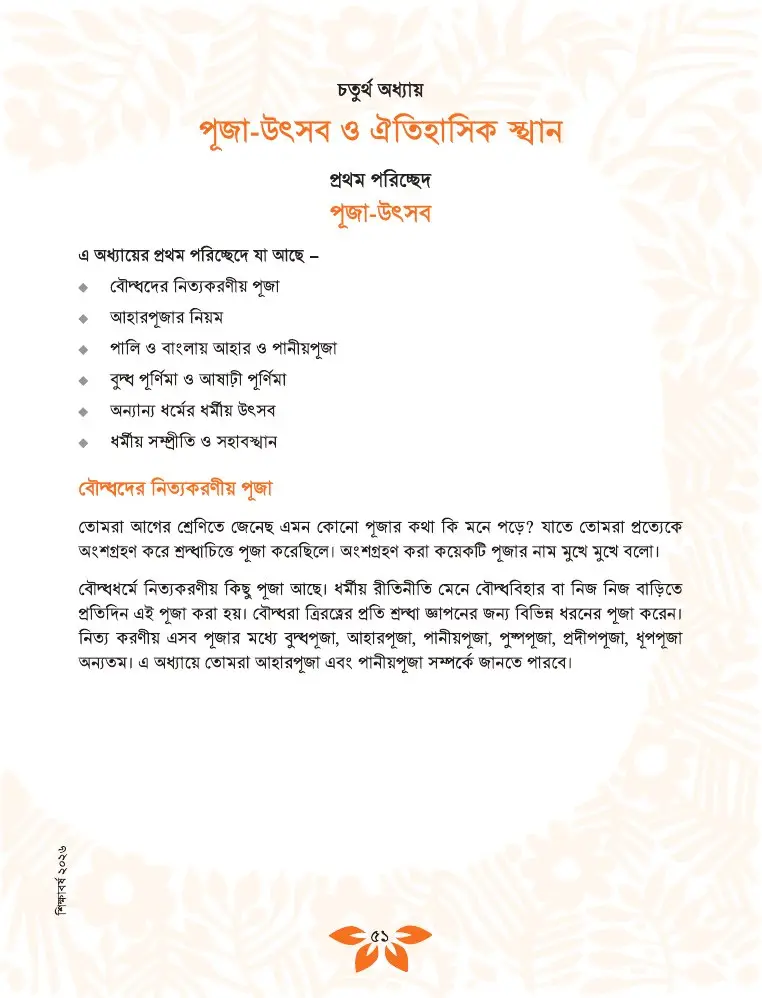 চতুর্থ অধ্যায়
পূজা-উৎসব ও ঐতিহাসিক স্থান
প্রথম পরিচ্ছেদ
পূজা-উৎসব
এ অধ্যায়ের প্রথম পরিচ্ছেদে যা আছে –
◆ বৌদ্ধদের নিত্যকরণীয় পূজা
◆ আহারপূজার নিয়ম
◆ পালি ও বাংলায় আহার ও পানীয়পূজা
◆ বুদ্ধ পূর্ণিমা ও আষাঢ়ী পূর্ণিমা
◆ অন্যান্য ধর্মের ধর্মীয় উৎসব
◆ ধর্মীয় সম্প্রীতি ও সহাবস্থান
বৌদ্ধদের নিত্যকরণীয় পূজা
তোমরা আগের শ্রেণিতে জেনেছ এমন কোনো পূজার কথা কি মনে পড়ে? যাতে তোমরা প্রত্যেকে
অংশগ্রহণ করে শ্রদ্ধাচিত্তে পূজা করেছিলে। অংশগ্রহণ করা কয়েকটি পূজার নাম মুখে মুখে বলো।
বৌদ্ধধর্মে নিত্যকরণীয় কিছু পূজা আছে। ধর্মীয় রীতিনীতি মেনে বৌদ্ধবিহার বা নিজ নিজ বাড়িতে
প্রতিদিন এই পূজা করা হয়। বৌদ্ধরা ত্রিরত্নের প্রতি শ্রদ্ধা জ্ঞাপনের জন্য বিভিন্ন ধরনের পূজা করেন।
নিত্য করণীয় এসব পূজার মধ্যে বুদ্ধপূজা, আহারপূজা, পানীয়পূজা, পুষ্পপূজা, প্রদীপপূজা, ধূপপূজা
অন্যতম। এ অধ্যায়ে তোমরা আহারপূজা এবং পানীয়পূজা সম্পর্কে জানতে পারবে।
শিক্ষাবর্ষ ২০২৬
৫১